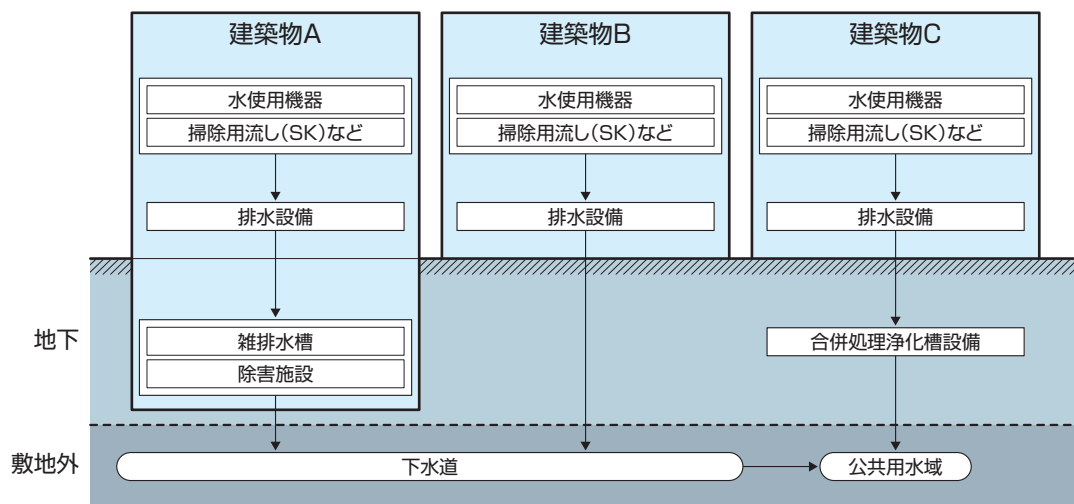 建築物A
建築物B
建築物C
水使用機器
掃除用流し(SK)など
水使用機器
掃除用流し(SK)など
水使用機器
掃除用流し(SK)など
排水設備
排水設備
排水設備
地下
雑排水槽
除害施設
合併処理浄化槽設備
敷地外
下水道
公共用水域